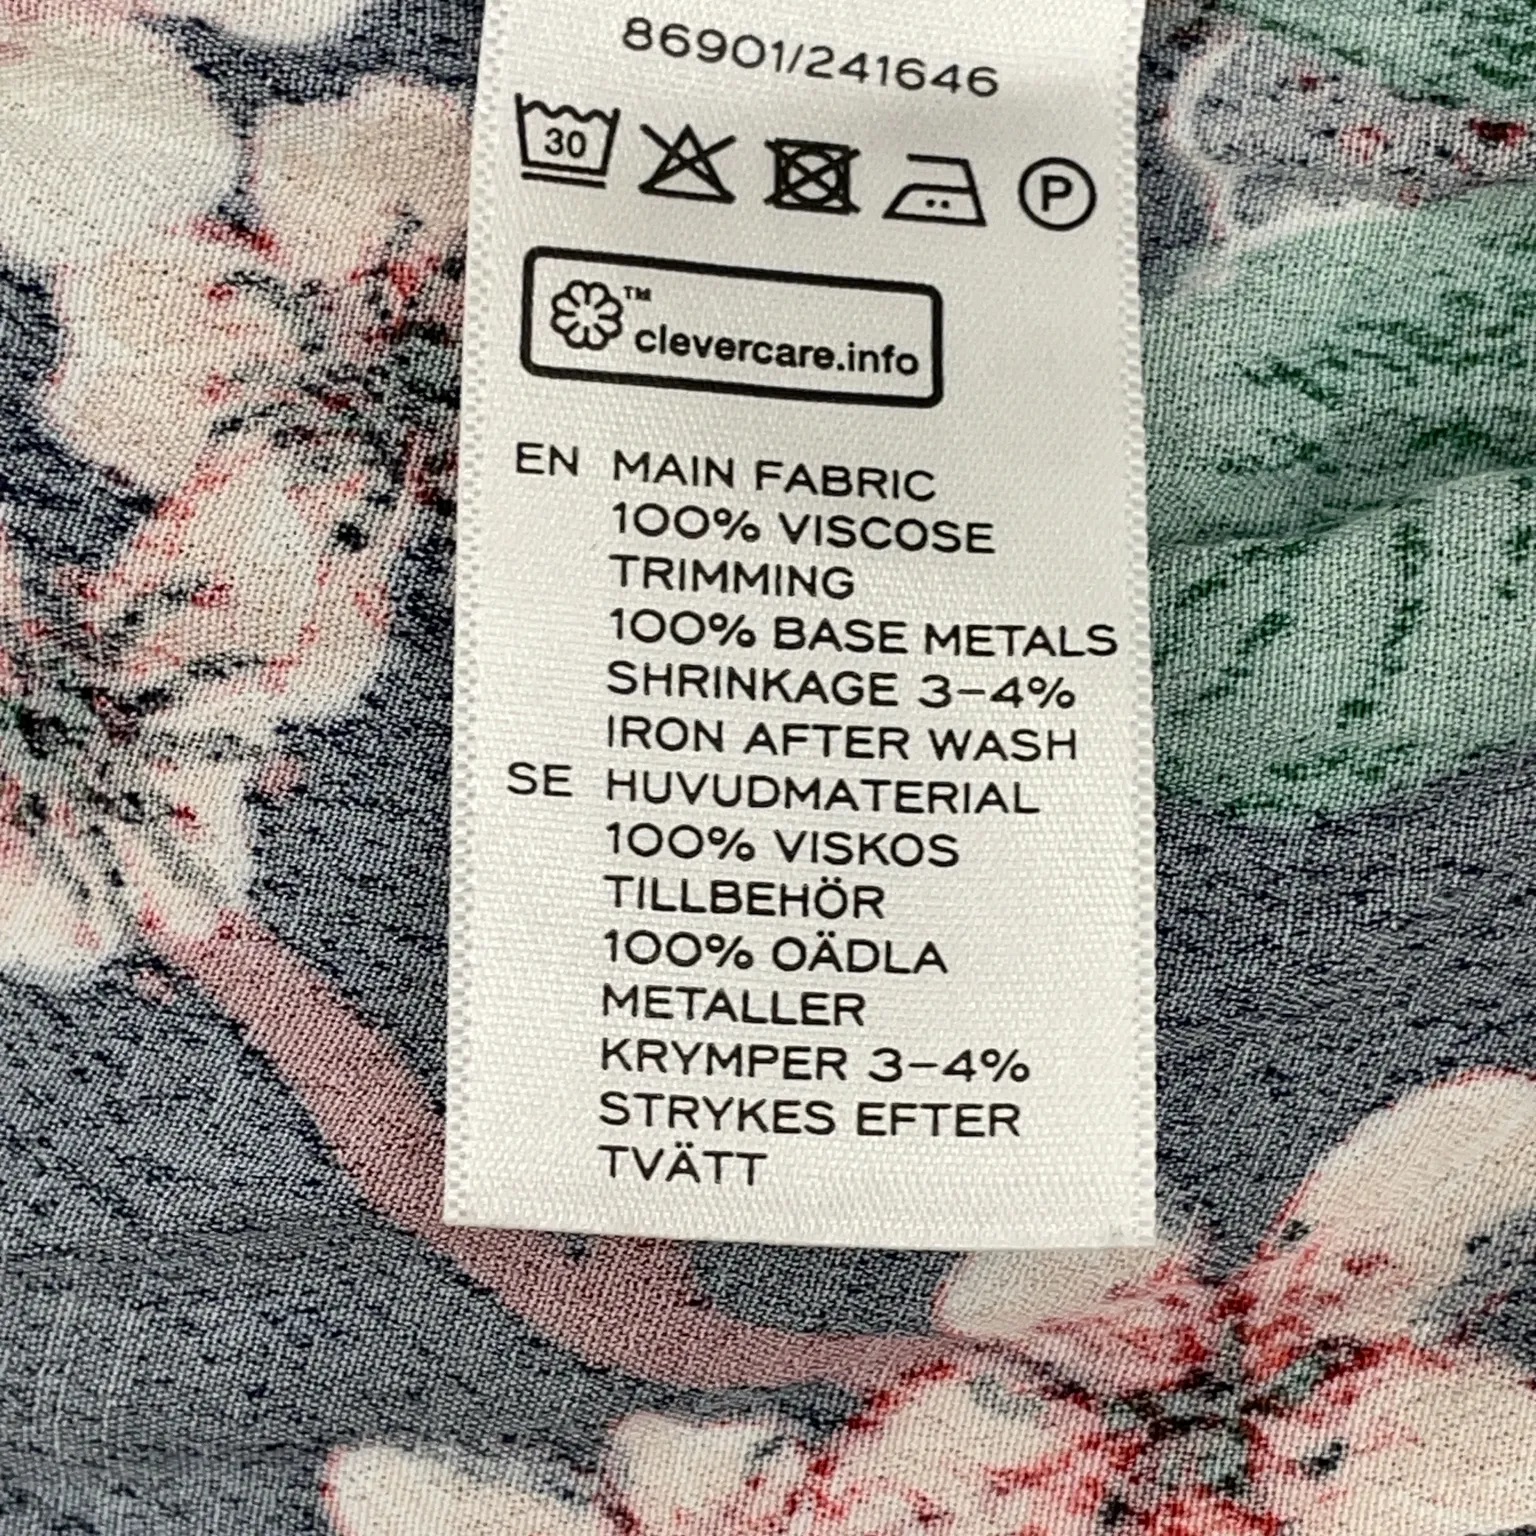 86901/241646
30
P
TM
clevercare.info
EN MAIN FABRIC
100% VISCOSE
TRIMMING
100% BASE METALS
SHRINKAGE 3–4%
IRON AFTER WASH
SE HUVUDMATERIAL
100% VISKOS
TILLBEHÖR
100% OÄDLA
METALLER
KRYMPER 3–4%
STRYKES EFTER
TVÄTT